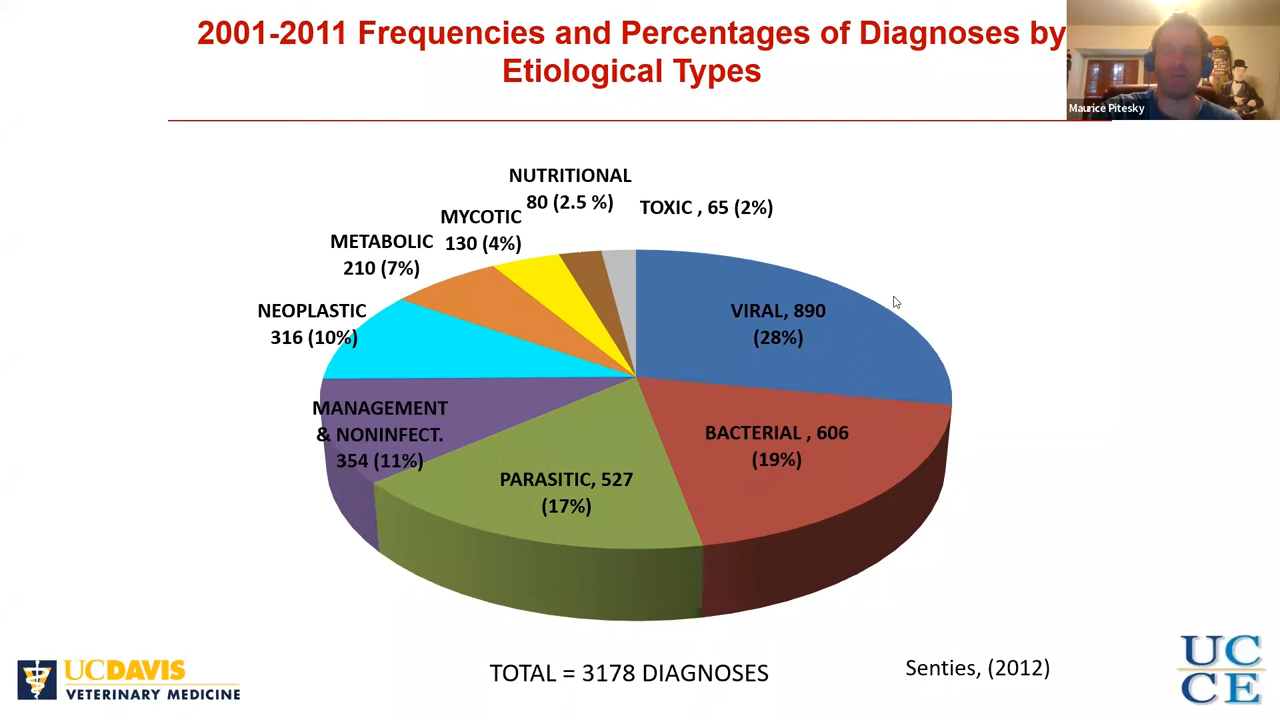 2001-2011 Frequencies and Percentages of Diagnoses by
Etiological Types
Maurice Pitesky
NUTRITIONAL
80 (2.5 %)
TOXIC , 65 (2%)
MYCOTIC
130 (4%)
METABOLIC
210 (7%)
NEOPLASTIC
316 (10%)
VIRAL, 890
(28%)
MANAGEMENT
& NONINFECT.
354 (11%)
BACTERIAL , 606
(19%)
PARASITIC, 527
(17%)
UCDAVIS
VETERINARY MEDICINE
TOTAL = 3178 DIAGNOSES
Senties, (2012)
UC
CE